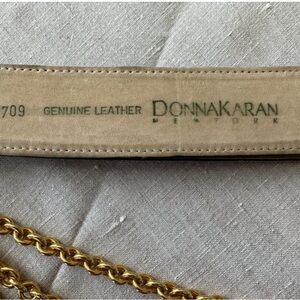 709 GENUINE LEATHER DONNAKARAN
NEW YORK